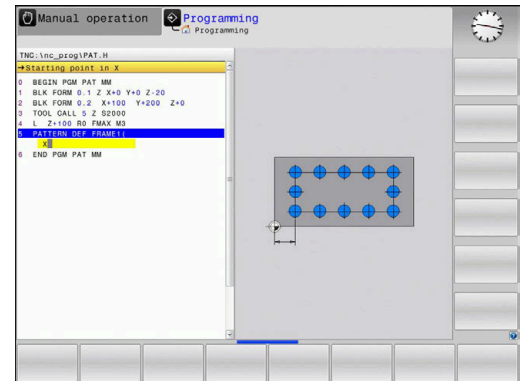 Manual operation
Programming
Programming
TNC:\nc_prog\PAT.H
→Starting point in X
0 BEGIN PGM PAT MM
1 BLK FORM 0.1 Z X+0 Y+0 Z-20
2 BLK FORM 0.2 X+100 Y+200 Z+0
3 TOOL CALL 5 Z S2000
4 L Z+100 R0 FMAX M3
5 PATTERN DEF FRAME1(
X
6 END PGM PAT MM